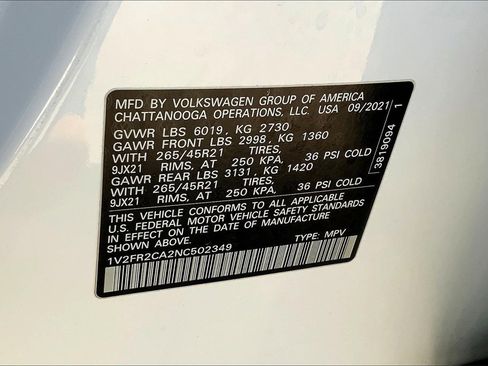 MFD BY VOLKSWAGEN GROUP OF AMERICA
CHATTANOOGA OPERATIONS, LLC. USA 09/2021
GVWR LBS 6019, KG 2730
GAWR FRONT LBS 2998, KG 1360
WITH 265/45R21 TIRES,
9JX21 RIMS, AT 250 KPA, 36 PSI COLD
GAWR REAR LBS 3131, KG 1420
WITH 265/45R21 TIRES,
9JX21 RIMS, AT 250 KPA, 36 PSI COLD
THIS VEHICLE CONFORMS TO ALL APPLICABLE
U.S. FEDERAL MOTOR VEHICLE SAFETY STANDARDS
IN EFFECT ON THE DATE OF MANUFACTURE
SHOWN ABOVE.
1V2FR2CA2NC502349 TYPE: MPV
3819094 1